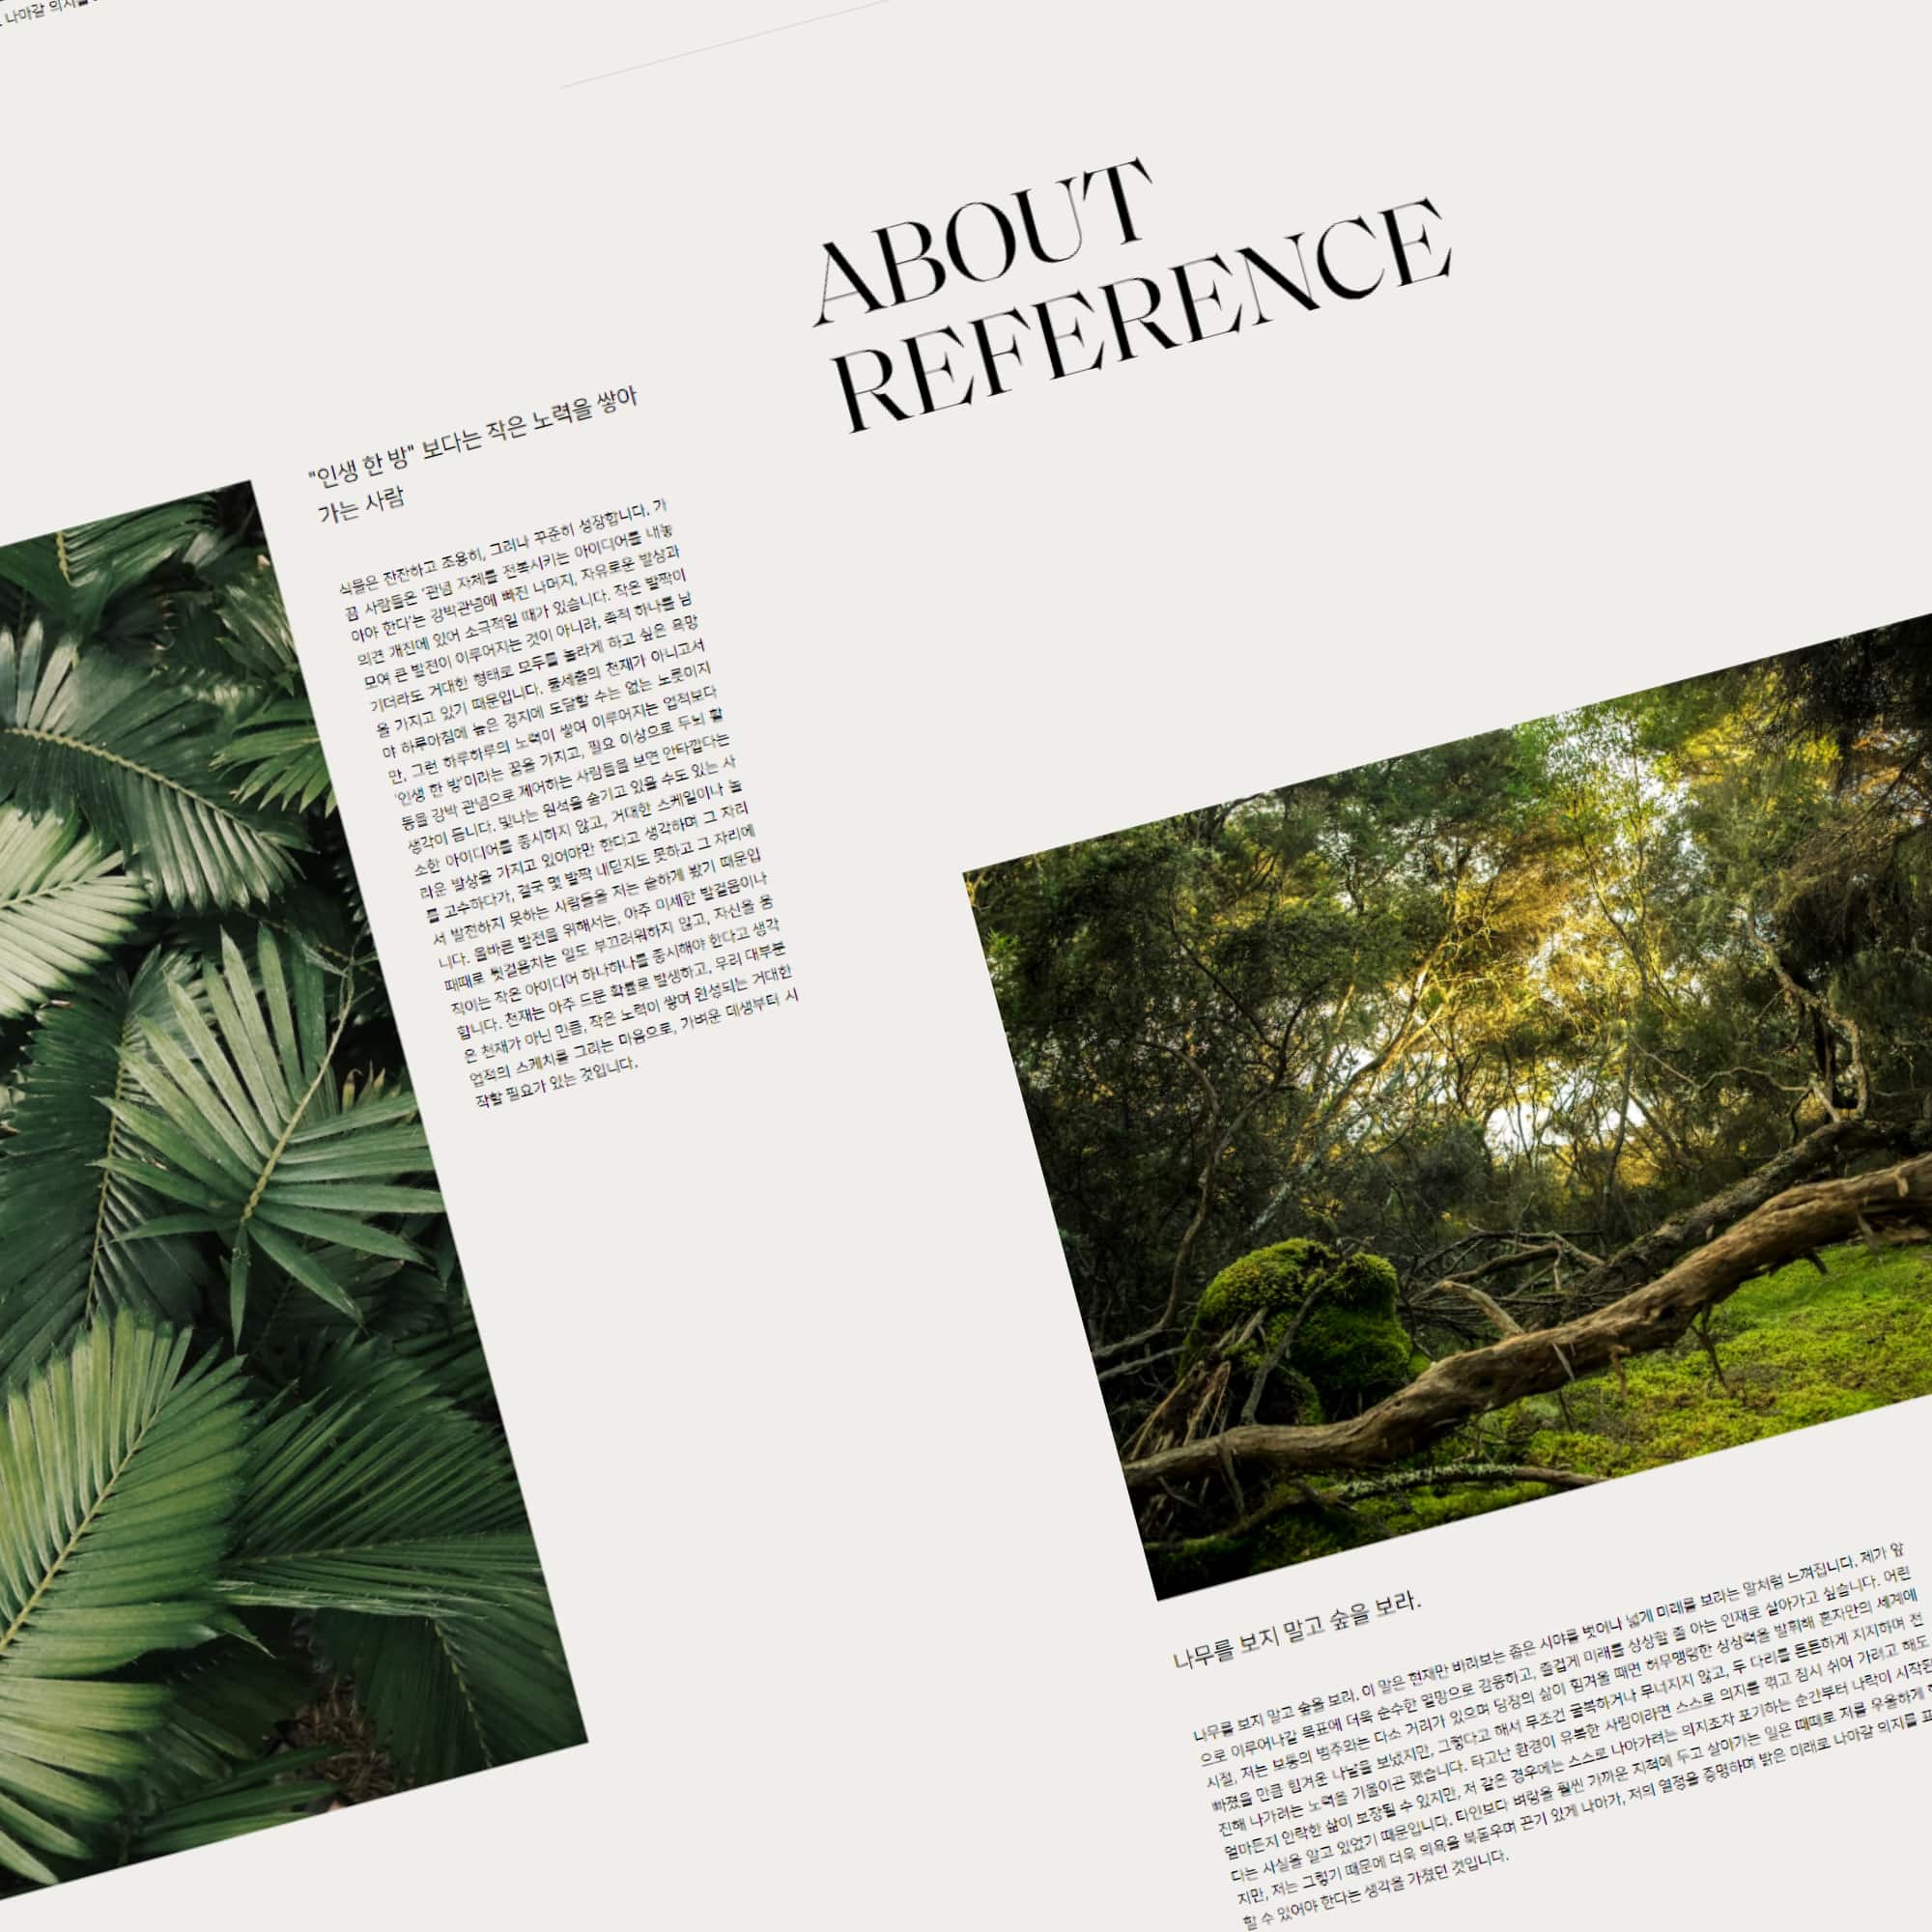 나마갈 의지를
ABOUT
REFERENCE
"인생 한 방" 보다는 작은 노력을 쌓아
가는 사람
식물은 잔잔하고 조용히, 그러나 꾸준히 성장합니다. 가
끔 사람들은 '관념 자체를 전복시키는 아이디어를 내놓
아야 한다'는 강박관념에 빠진 나머지, 자유로운 발상과
의견 개진에 있어 소극적일 때가 있습니다. 작은 발짝이
모여 큰 발전이 이루어지는 것이 아니라, 족적 하나를 남
기더라도 거대한 형태로 모두를 놀라게 하고 싶은 욕망
을 가지고 있기 때문입니다. 불세출의 천재가 아니고서
야 하루아침에 높은 경지에 도달할 수는 없는 노릇이지
만, 그런 하루하루의 노력이 쌓여 이루어지는 업적보다
'인생 한 방'이라는 꿈을 가지고, 필요 이상으로 두뇌 활
동을 강박 관념으로 제어하는 사람들을 보면 안타깝다는
생각이 듭니다. 빛나는 원석을 숨기고 있을 수도 있는 사
소한 아이디어를 중시하지 않고, 거대한 스케일이나 놀
라운 발상을 가지고 있어야만 한다고 생각하며 그 자리
를 고수하다가, 결국 몇 발짝 내딛지도 못하고 그 자리에
서 발전하지 못하는 사람들을 저는 숱하게 봤기 때문입
니다. 올바른 발전을 위해서는, 아주 미세한 발걸음이나
때때로 뒷걸음치는 일도 부끄러워하지 않고, 자신을 움
직이는 작은 아이디어 하나하나를 중시해야 한다고 생각
합니다. 천재는 아주 드문 확률로 발생하고, 우리 대부분
은 천재가 아닌 만큼, 작은 노력이 쌓여 완성되는 거대한
업적의 스케치를 그리는 마음으로, 가벼운 데생부터 시
작할 필요가 있는 것입니다.
나무를 보지 말고 숲을 보라.
나무를 보지 말고 숲을 보라. 이 말은 현재만 바라보는 좁은 시야를 벗어나 넓게 미래를 보라는 말처럼 느껴집니다. 제가 앞
으로 이루어나갈 목표에 더욱 순수한 열망으로 감응하고, 즐겁게 미래를 상상할 줄 아는 인재로 살아가고 싶습니다. 어린
시절, 저는 보통의 범주와는 다소 거리가 있으며 당장의 삶이 힘겨울 때면 허무맹랑한 상상력을 발휘해 혼자만의 세계에
빠졌을 만큼 힘겨운 나날을 보냈지만, 그렇다고 해서 무조건 굴복하거나 무너지지 않고, 두 다리를 튼튼하게 지지하며 전
진해 나가려는 노력을 기울이곤 했습니다. 타고난 환경이 유복한 사람이라면 스스로 의지를 꺾고 잠시 쉬어 가려고 해도
얼마든지 안락한 삶이 보장될 수 있지만, 저 같은 경우에는 스스로 나아가려는 의지조차 포기하는 순간부터 나락이 시작된
다는 사실을 알고 있었기 때문입니다. 타인보다 벼랑을 훨씬 가까운 지척에 두고 살아가는 일은 때때로 저를 우울하게
지만, 저는 그렇기 때문에 더욱 의욕을 북돋우며 끈기 있게 나아가, 저의 열정을 증명하며 밝은 미래로 나아갈 의지를
할 수 있어야 한다는 생각을 가졌던 것입니다.